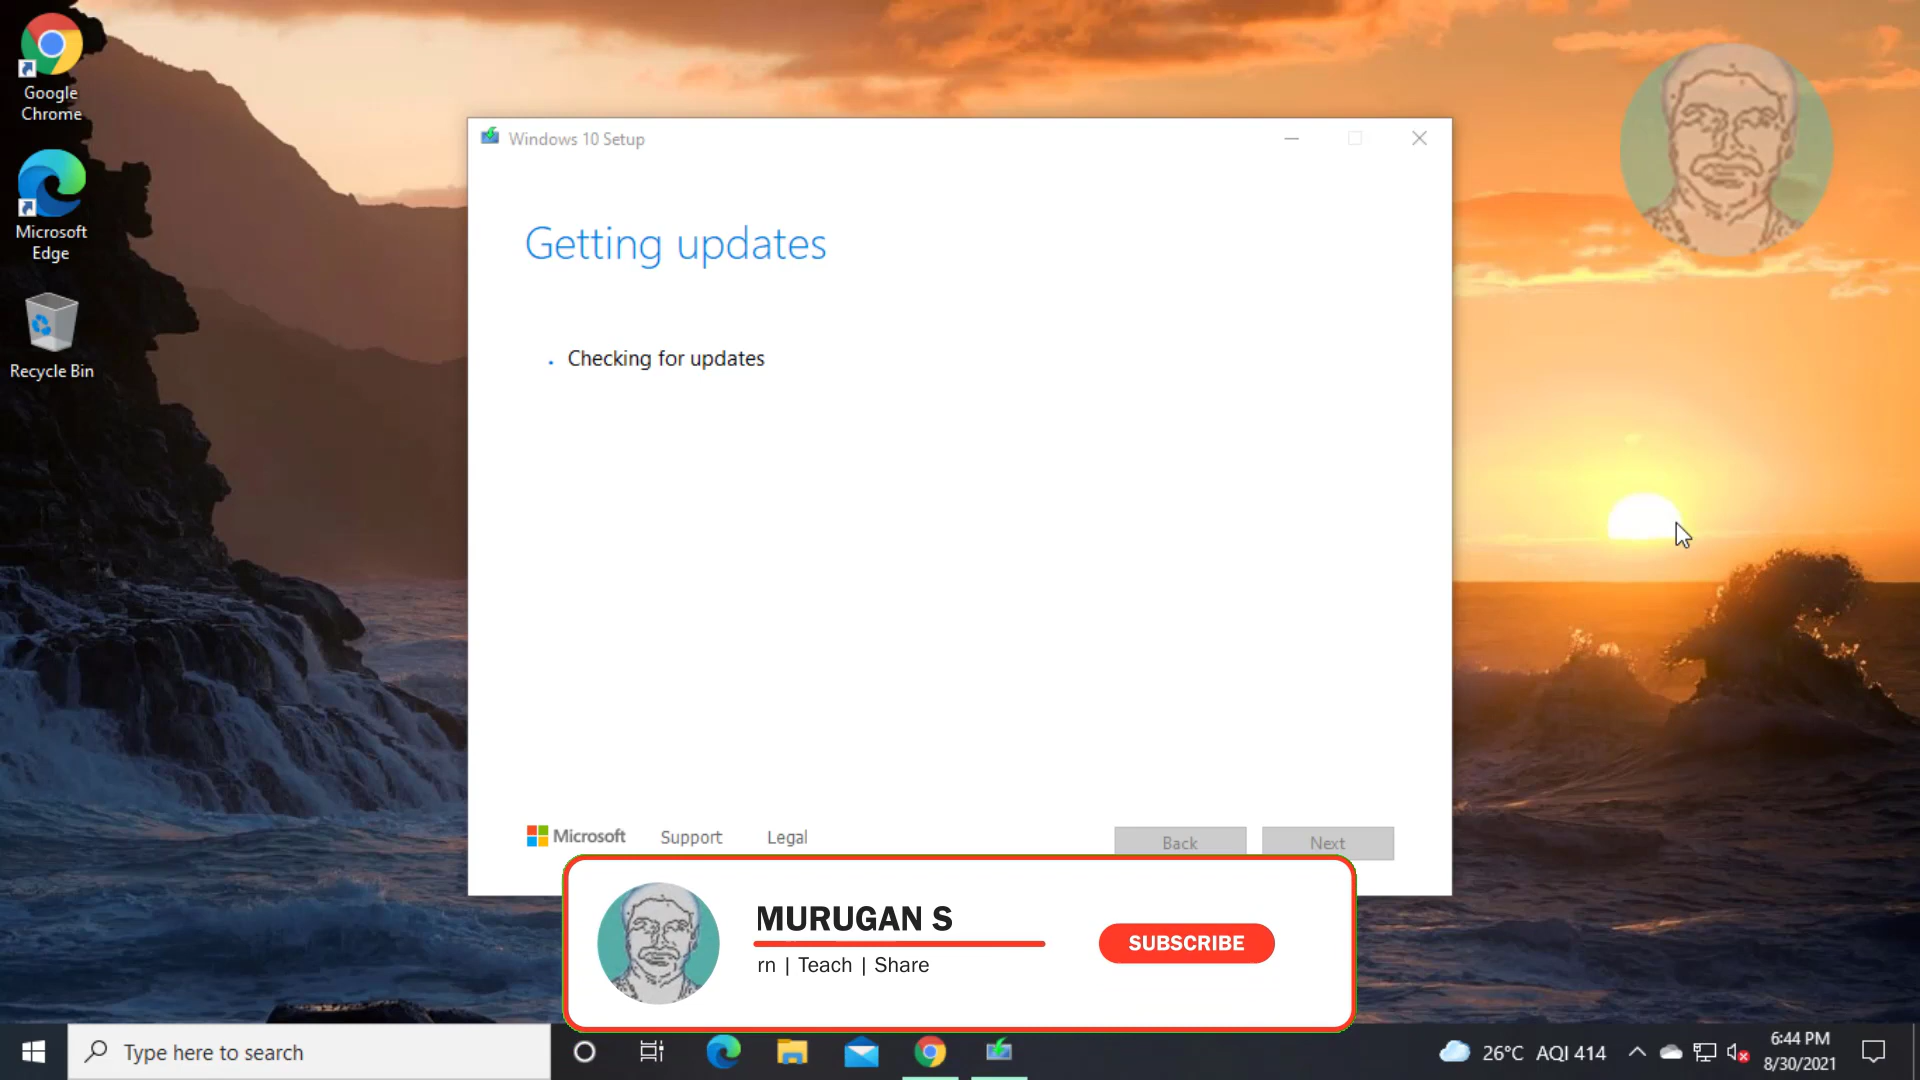 Google
Chrome
Microsoft
Edge
Recycle Bin
Windows 10 Setup
Getting updates
Checking for updates
Microsoft Support Legal
Back Next
MURUGAN S
rn | Teach | Share
SUBSCRIBE
Type here to search
26°C AQI 414
6:44 PM
8/30/2021